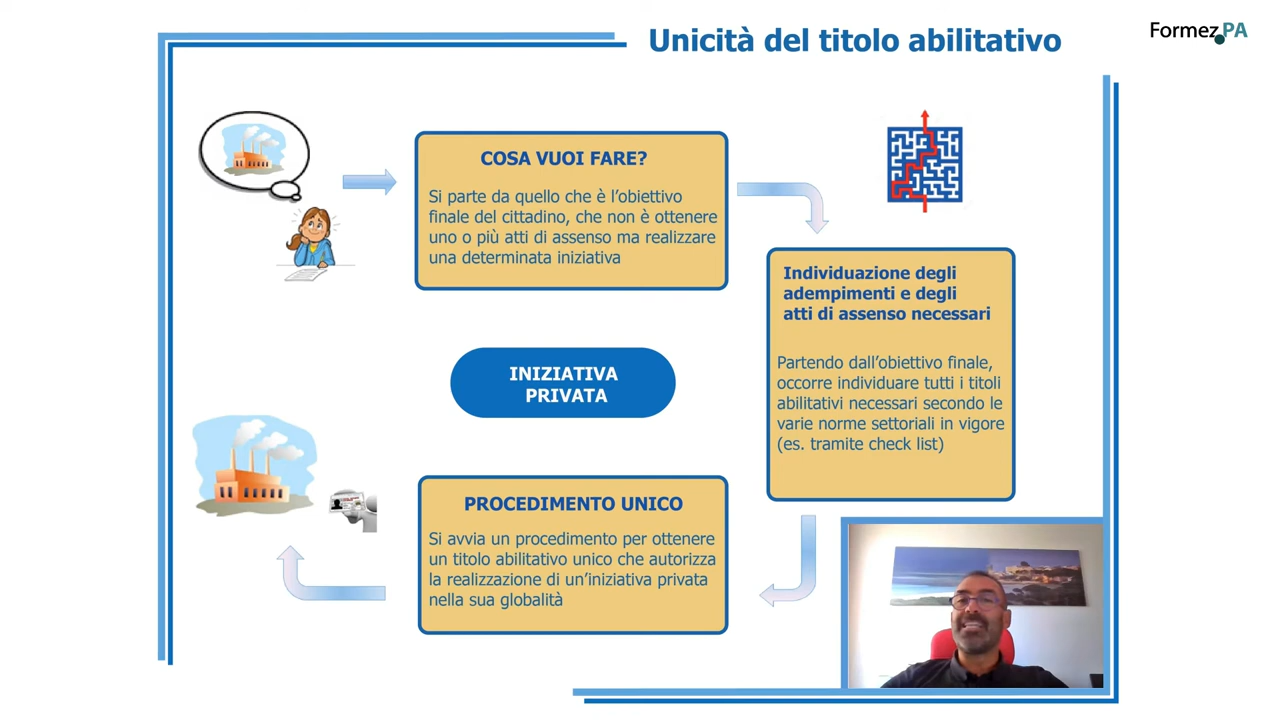 Unicità del titolo abilitativo
Formez.PA
COSA VUOI FARE?
Si parte da quello che è l’obiettivo
finale del cittadino, che non è ottenere
uno o più atti di assenso ma realizzare
una determinata iniziativa
Individuazione degli
adempimenti e degli
atti di assenso necessari
Partendo dall’obiettivo finale,
occorre individuare tutti i titoli
abilitativi necessari secondo le
varie norme settoriali in vigore
(es. tramite check list)
INIZIATIVA
PRIVATA
PROCEDIMENTO UNICO
Si avvia un procedimento per ottenere
un titolo abilitativo unico che autorizza
la realizzazione di un’iniziativa privata
nella sua globalità